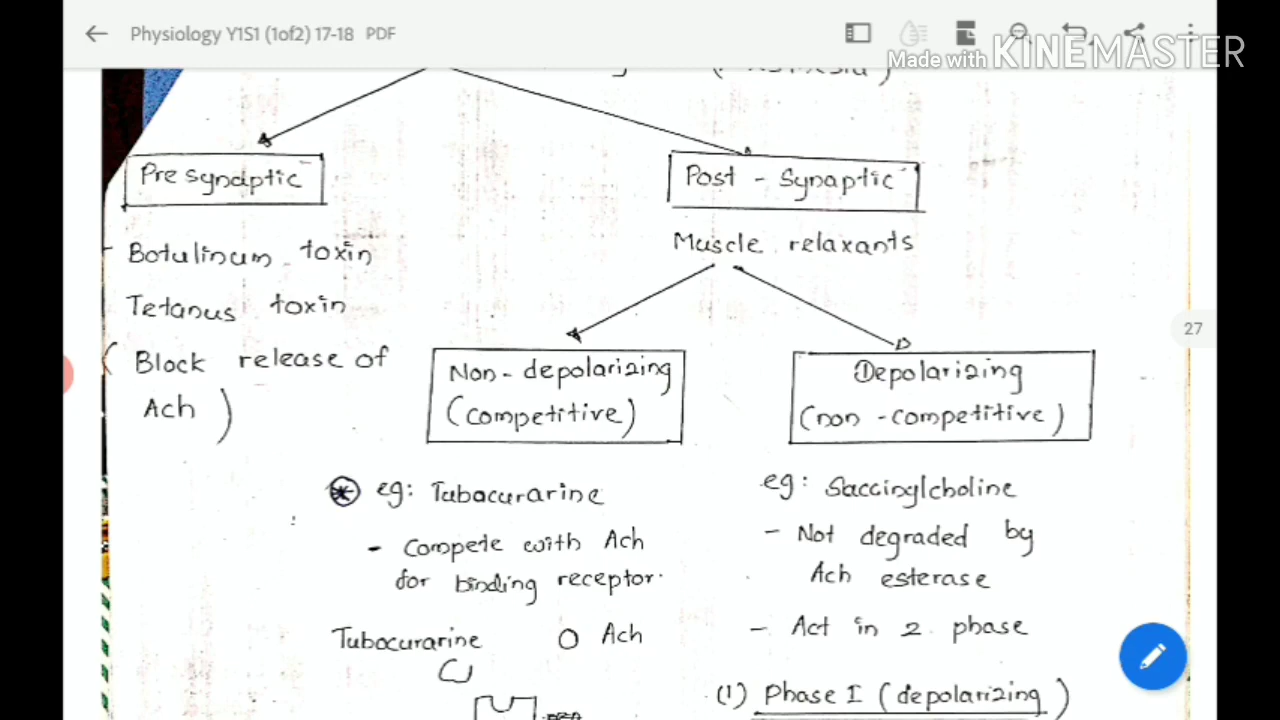 Physiology Y1S1 (1of2) 17-18 PDF
Made with KINEMASTER
Presynaptic
Botulinum toxin
Tetanus toxin
( Block release of
Ach )
Post - Synaptic
Muscle relaxants
27
Non - depolarizing
(competitive)
eg: Tubocurarine
- Compete with Ach
for binding receptor.
Tubocurarine
Ach
Depolarizing
(non - competitive)
eg: Succinylcholine
- Not degraded by
Ach esterase
- Act in 2 phase
(1) Phase I (depolarizing)